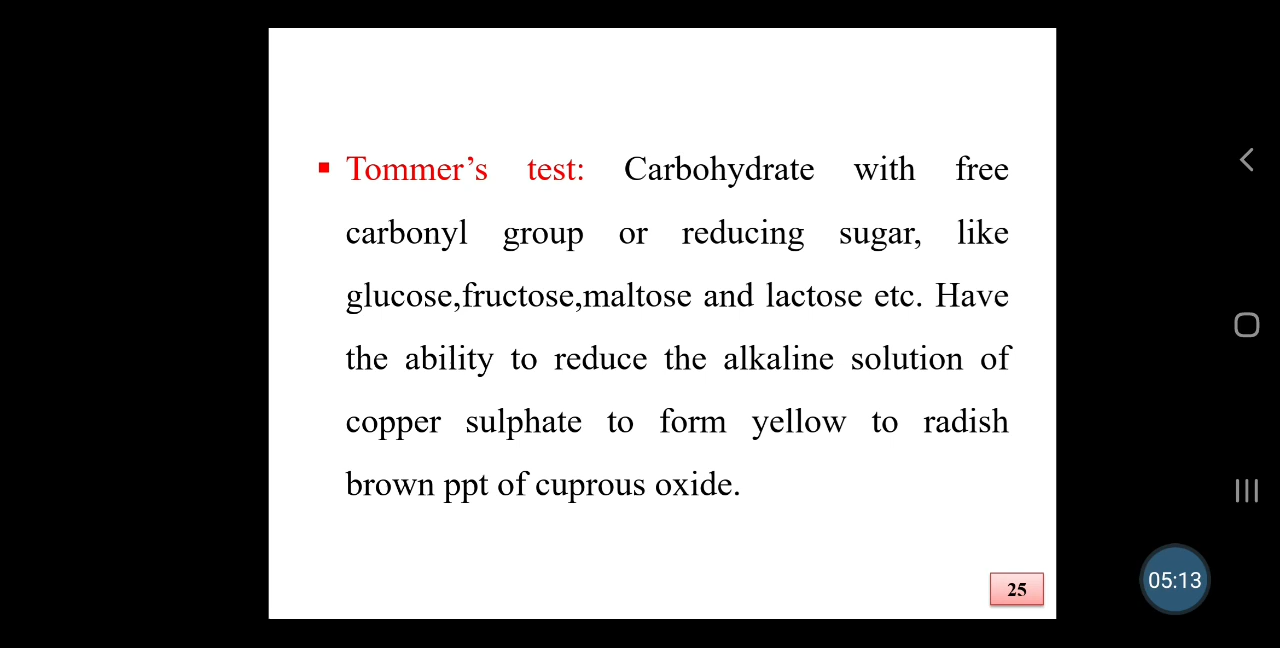 Tommer's test: Carbohydrate with free
carbonyl group or reducing sugar, like
glucose,fructose,maltose and lactose etc. Have
the ability to reduce the alkaline solution of
copper sulphate to form yellow to radish
brown ppt of cuprous oxide.
25
05:13